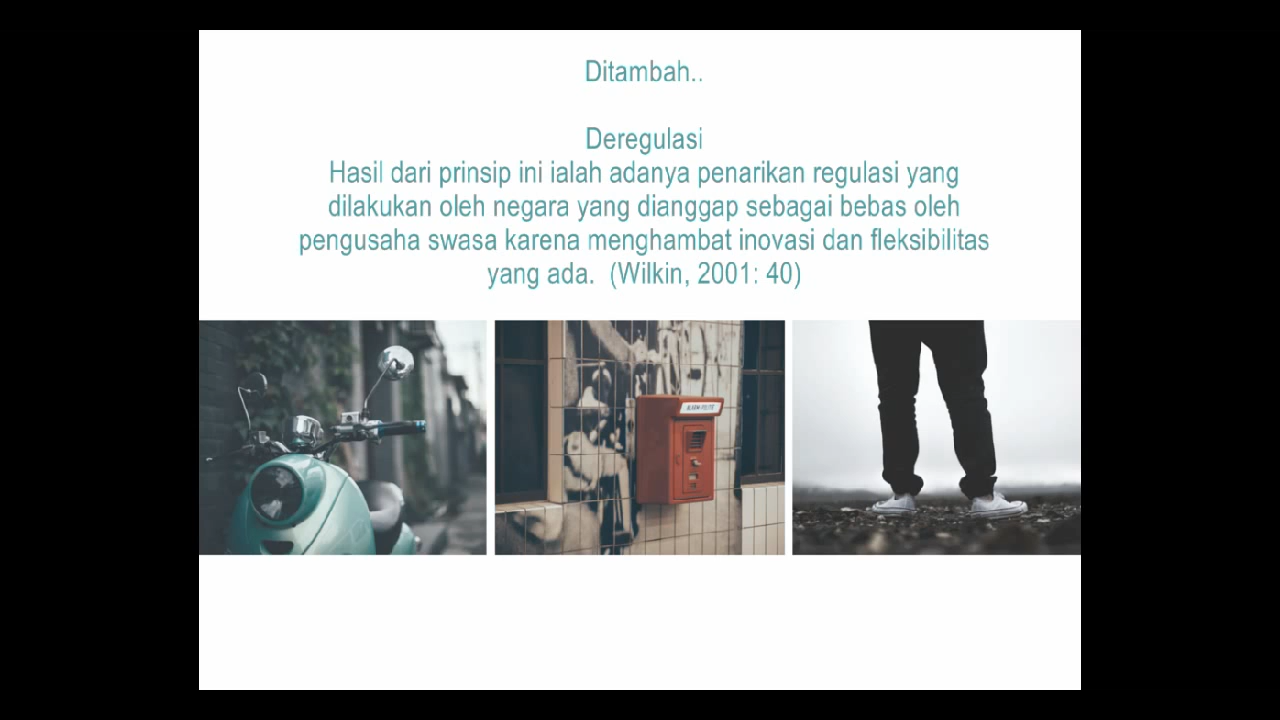 Ditambah..
Deregulasi
Hasil dari prinsip ini ialah adanya penarikan regulasi yang
dilakukan oleh negara yang dianggap sebagai bebas oleh
pengusaha swasa karena menghambat inovasi dan fleksibilitas
yang ada. (Wilkin, 2001: 40)